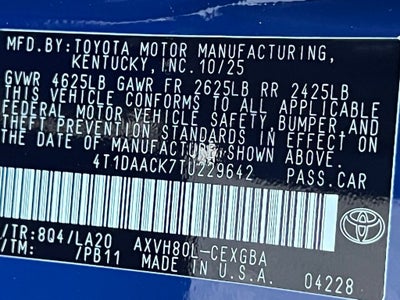 MFD.BY:TOYOTA MOTOR MANUFACTURING,
KENTUCKY, INC. 10/25
GVWR 4625LB GAWR FR 2625LB RR 2425LB
THIS VEHICLE CONFORMS TO ALL APPLICABLE
FEDERAL MOTOR VEHICLE SAFETY, BUMPER, AND
THEFT PREVENTION STANDARDS IN EFFECT ON
THE DATE OF MANUFACTURE SHOWN ABOVE.
4T1DAACK7TU229642 PASS.CAR
/TR:8Q4/LA20 AXVH80L-CEXGBA
/TM: /PB11 MADE IN U.S.A. 04228
TOYOTA